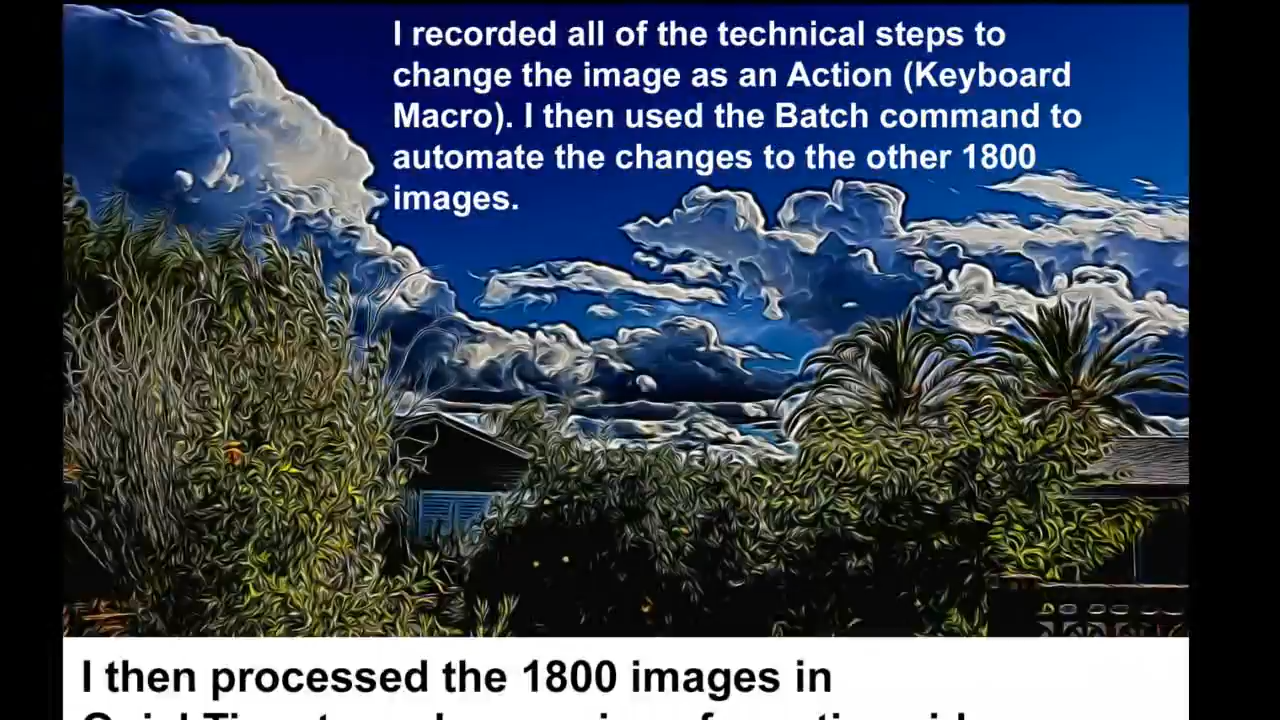 I recorded all of the technical steps to
change the image as an Action (Keyboard
Macro). I then used the Batch command to
automate the changes to the other 1800
images.
I then processed the 1800 images in